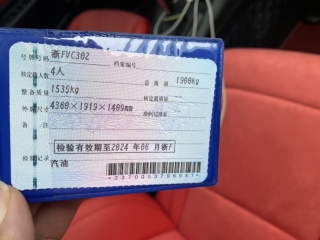 号牌号码 浙FVC302 档案编号
核定载人数 4人 总质量 1900kg
整备质量 1535kg 核定载质量
外廓尺寸 4360×1919×1409mm 准牵引总质量
备注
检验有效期至2024年06月浙F
检验记录 汽油